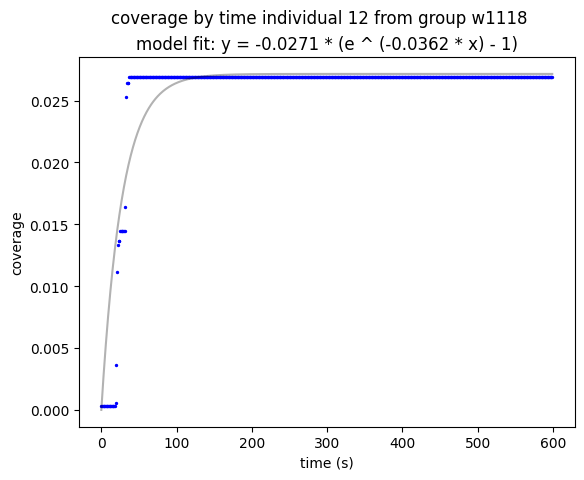 coverage by time individual 12 from group w1118
model fit: y = -0.0271 * (e ^ (-0.0362 * x) - 1)
0.025
0.020
0.015
0.010
0.005
0.000
coverage
0 100 200 300 400 500 600
time (s)